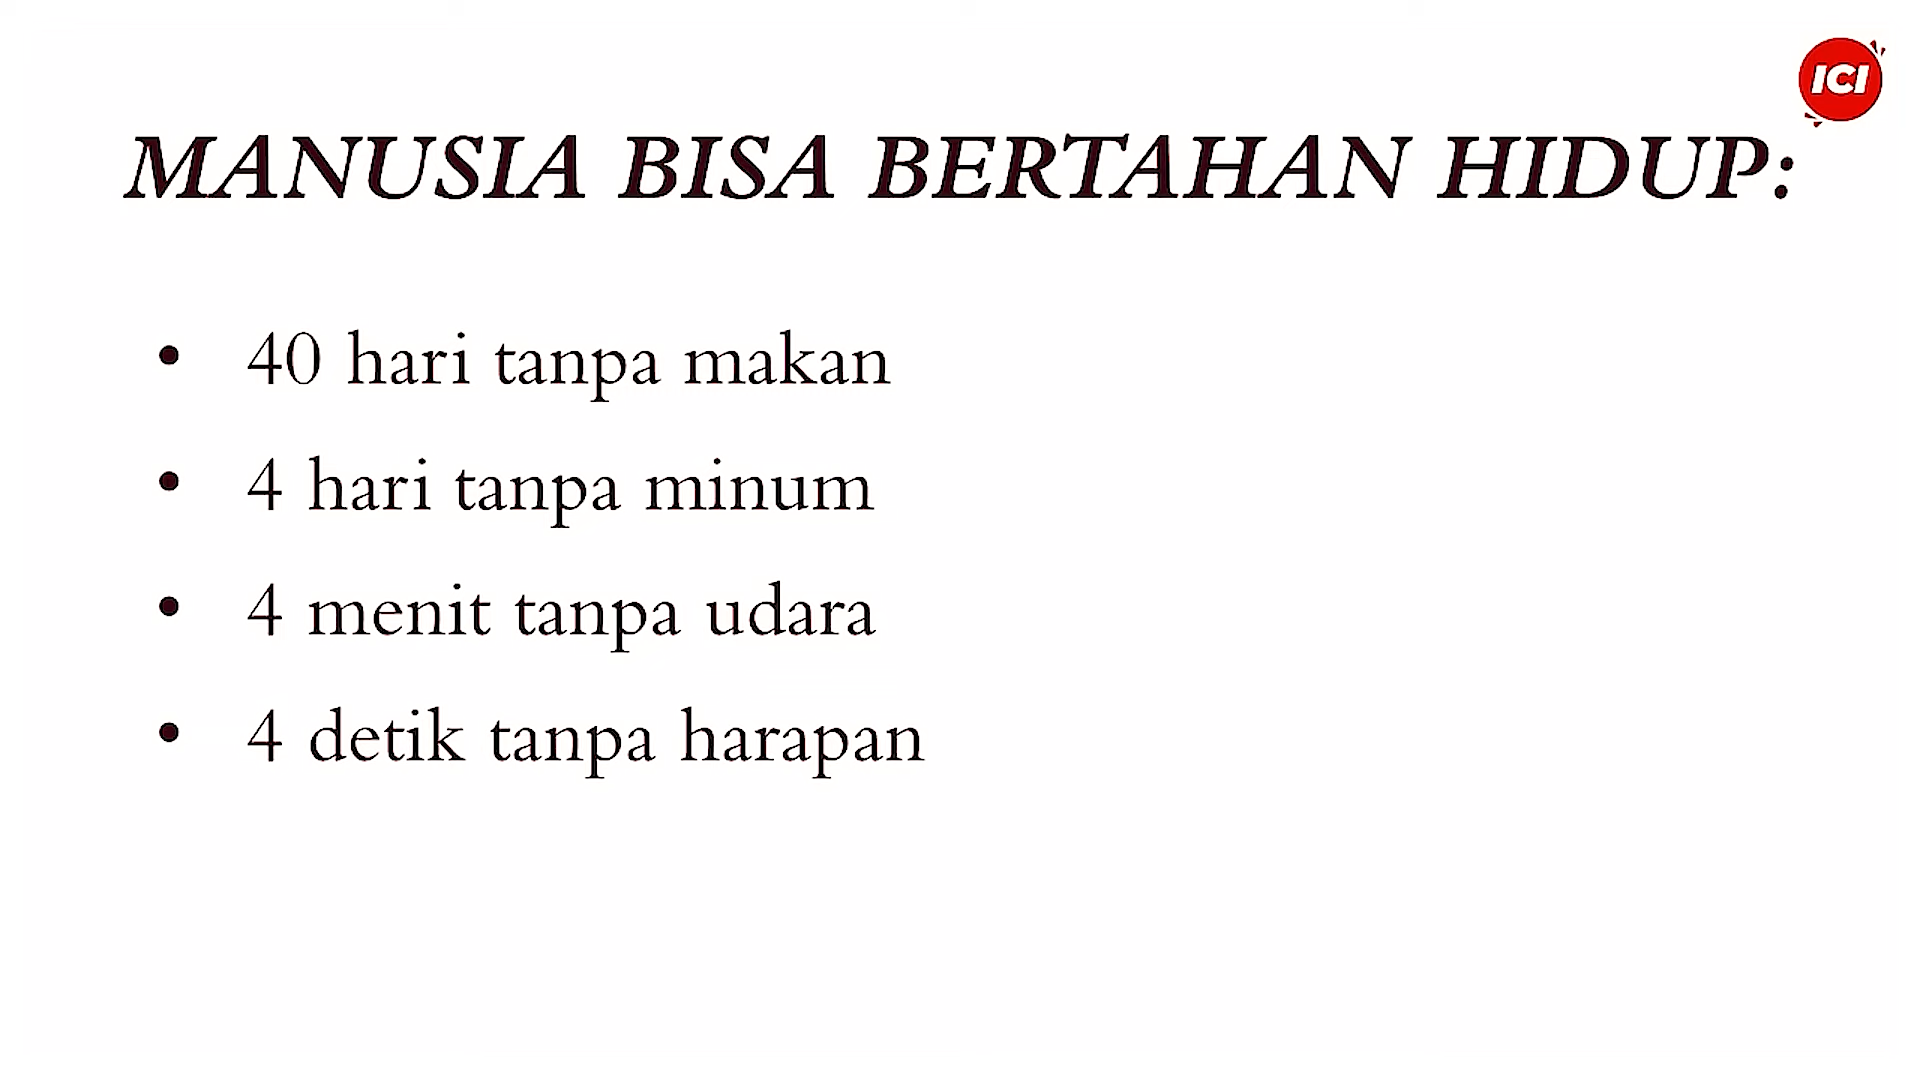 ICI
MANUSIA BISA BERTAHAN HIDUP:
• 40 hari tanpa makan
• 4 hari tanpa minum
• 4 menit tanpa udara
• 4 detik tanpa harapan